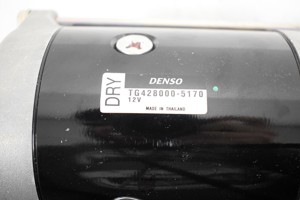 DENSO
DRY
TG428000-5170
12V
MADE IN THAILAND